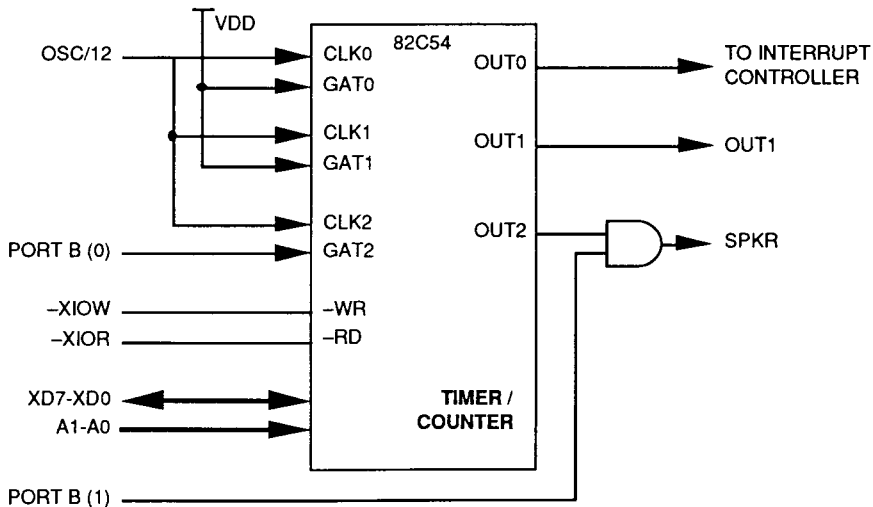 VDD
82C54
OSC/12
CLK0
OUT0
TO INTERRUPT
CONTROLLER
GAT0
CLK1
OUT1
OUT1
GAT1
CLK2
OUT2
SPKR
PORT B (0)
GAT2
–XIOW
–WR
–XIOR
–RD
XD7-XD0
TIMER /
COUNTER
A1-A0
PORT B (1)